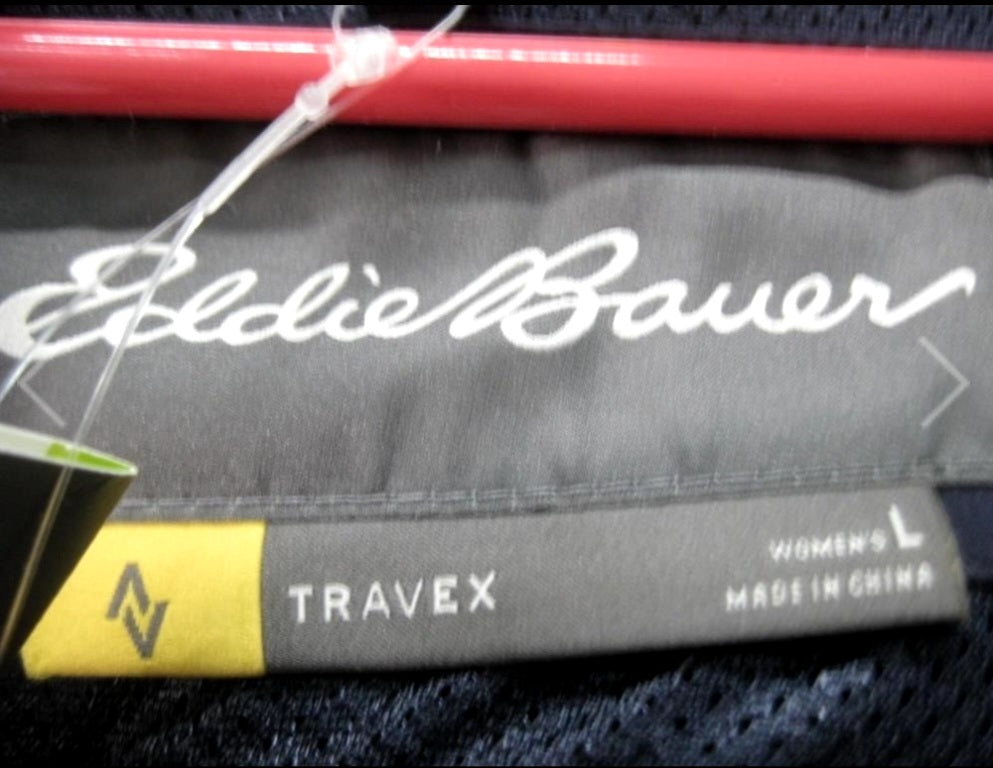 Eddie Bauer
TRAVEX
WOMEN'S L
MADE IN CHINA